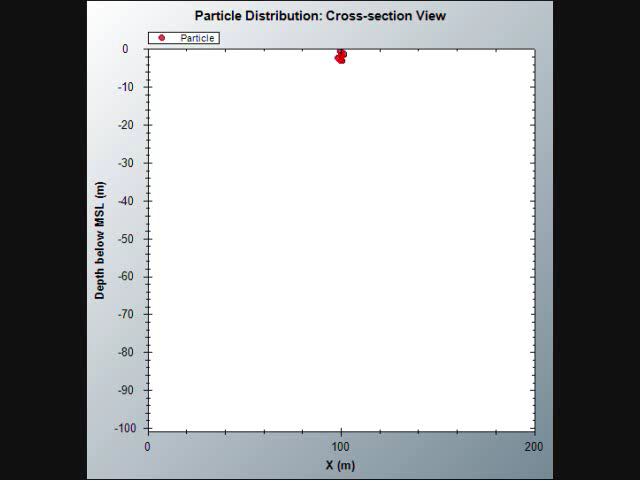 Particle Distribution: Cross-section View
Particle
0
-10
-20
-30
-40
-50
-60
-70
-80
-90
-100
Depth below MSL (m)
0 100 200
X (m)